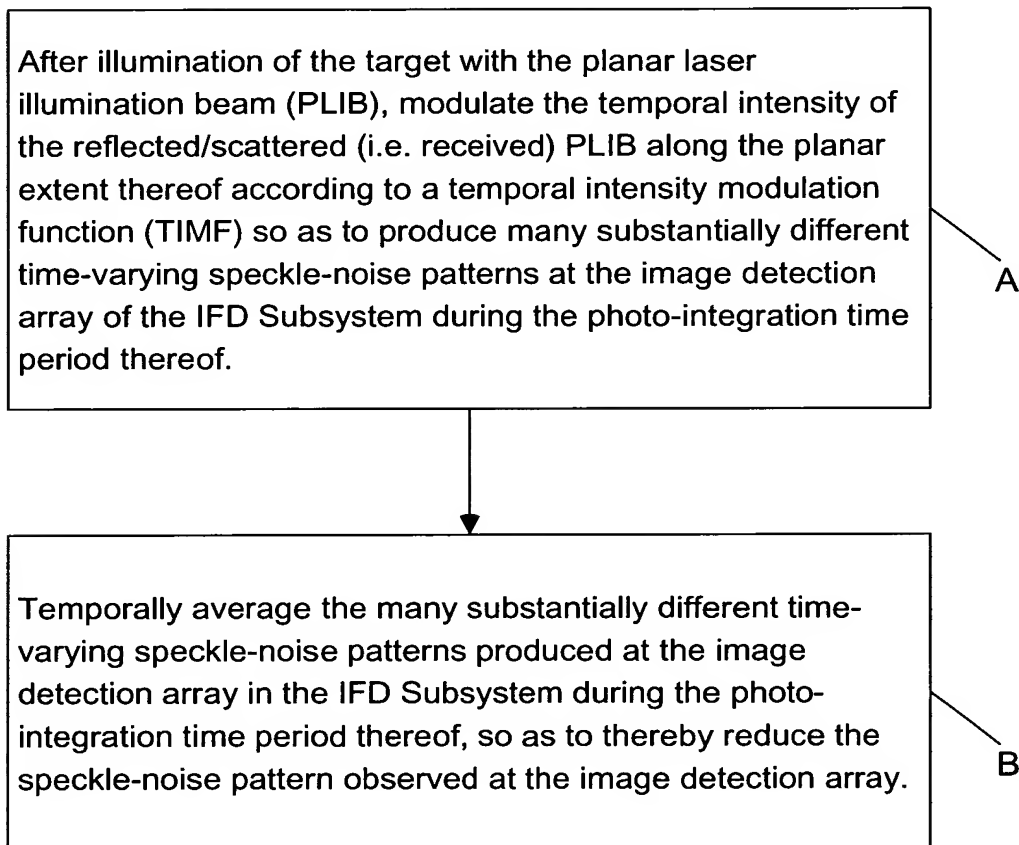 After illumination of the target with the planar laser
illumination beam (PLIB), modulate the temporal intensity of
the reflected/scattered (i.e. received) PLIB along the planar
extent thereof according to a temporal intensity modulation
function (TIMF) so as to produce many substantially different
time-varying speckle-noise patterns at the image detection
array of the IFD Subsystem during the photo-integration time
period thereof.
A
Temporally average the many substantially different time-
varying speckle-noise patterns produced at the image
detection array in the IFD Subsystem during the photo-
integration time period thereof, so as to thereby reduce the
speckle-noise pattern observed at the image detection array.
B